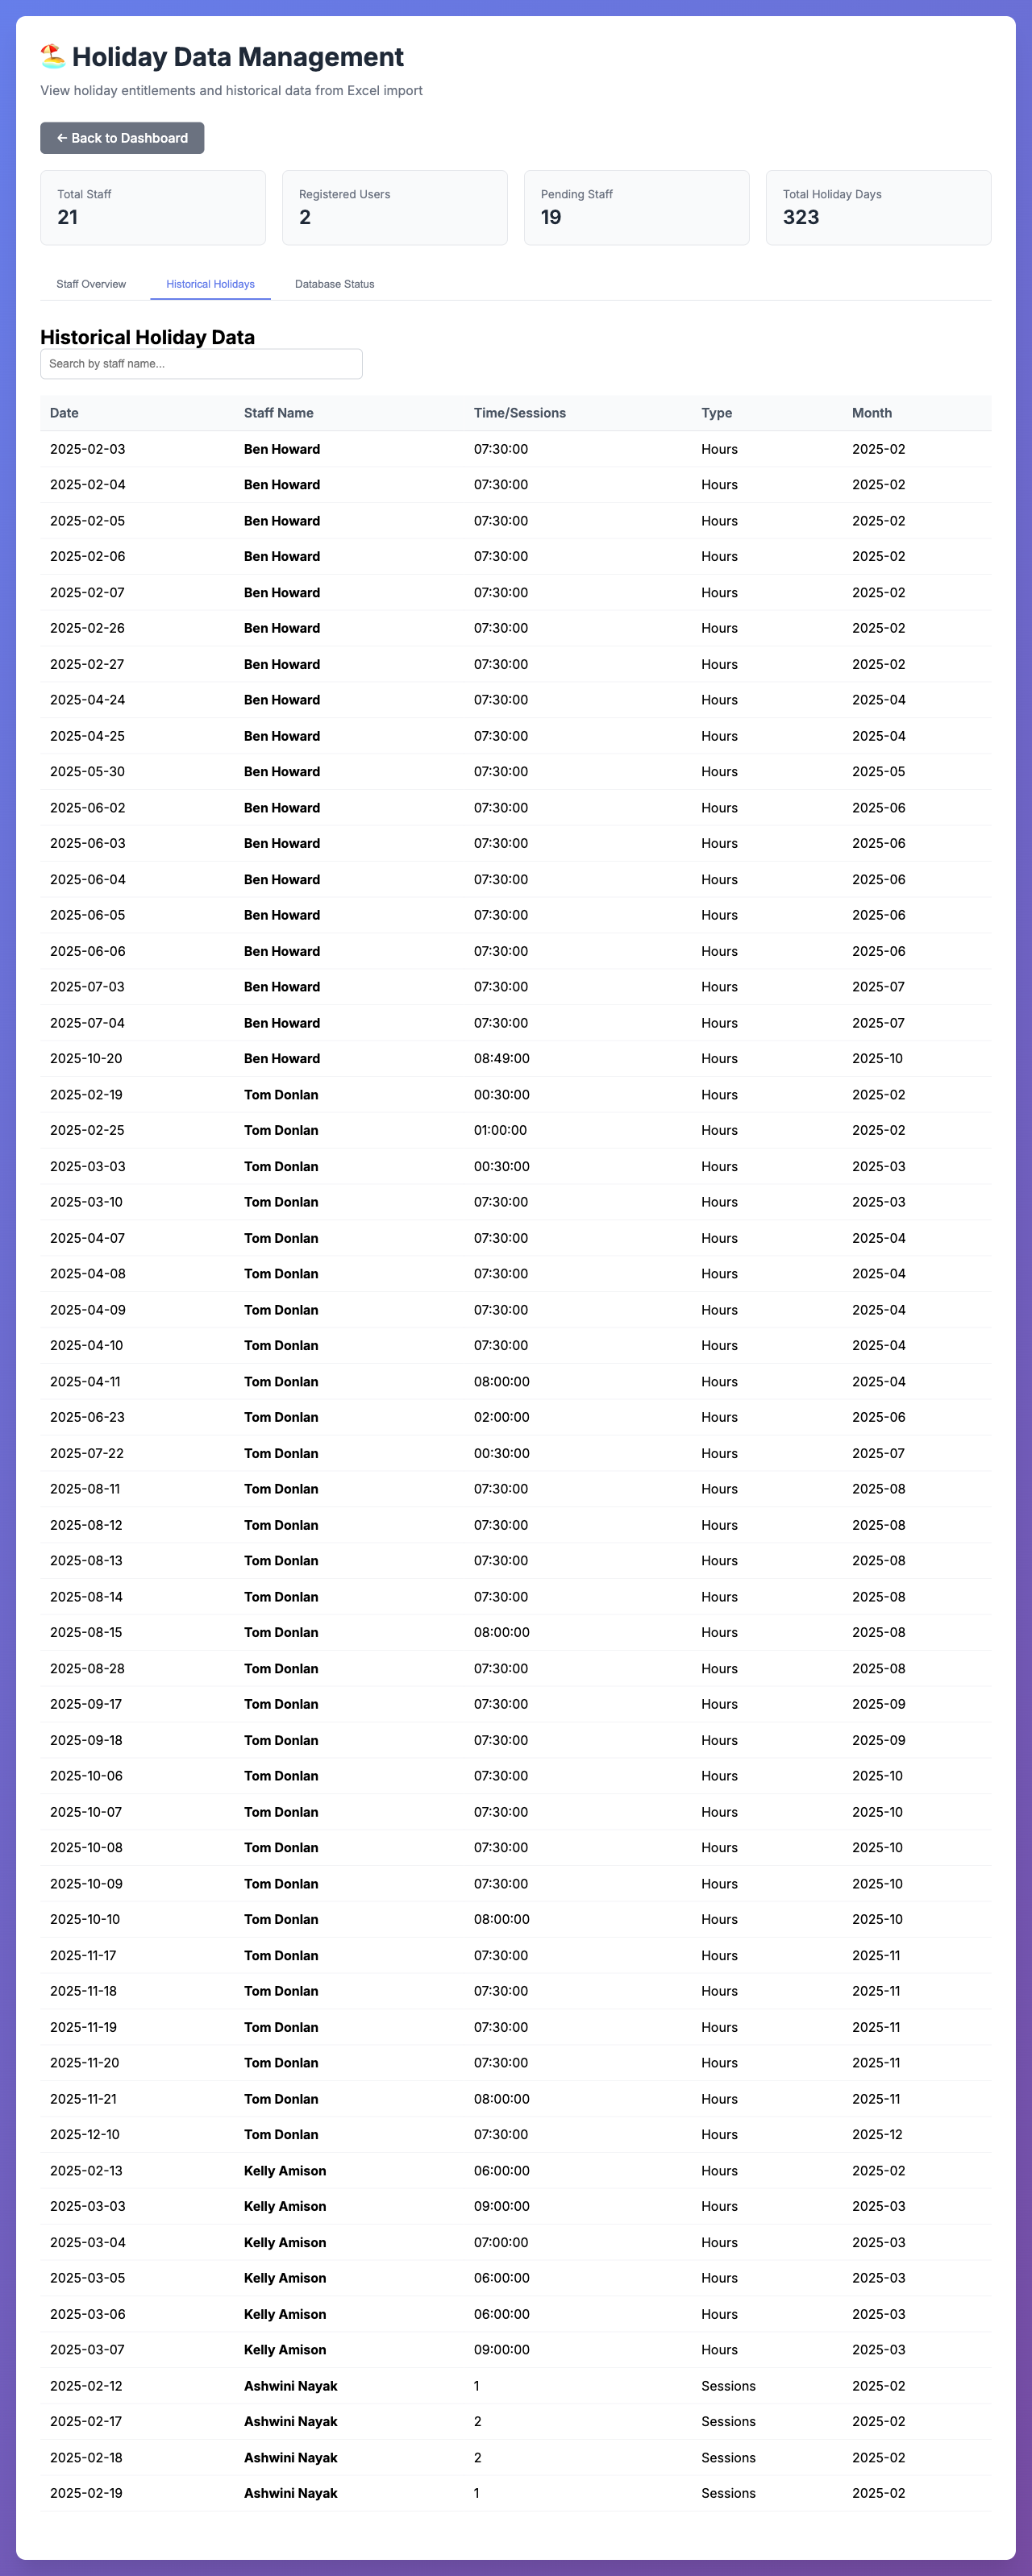 Holiday Data Management
View holiday entitlements and historical data from Excel import
← Back to Dashboard
Total Staff Registered Users Pending Staff Total Holiday Days
21 2 19 323
Staff Overview Historical Holidays Database Status
Historical Holiday Data
Search by staff name...
Date Staff Name Time/Sessions Type Month
2025-02-03 Ben Howard 07:30:00 Hours 2025-02
2025-02-04 Ben Howard 07:30:00 Hours 2025-02
2025-02-05 Ben Howard 07:30:00 Hours 2025-02
2025-02-06 Ben Howard 07:30:00 Hours 2025-02
2025-02-07 Ben Howard 07:30:00 Hours 2025-02
2025-02-26 Ben Howard 07:30:00 Hours 2025-02
2025-02-27 Ben Howard 07:30:00 Hours 2025-02
2025-04-24 Ben Howard 07:30:00 Hours 2025-04
2025-04-25 Ben Howard 07:30:00 Hours 2025-04
2025-05-30 Ben Howard 07:30:00 Hours 2025-05
2025-06-02 Ben Howard 07:30:00 Hours 2025-06
2025-06-03 Ben Howard 07:30:00 Hours 2025-06
2025-06-04 Ben Howard 07:30:00 Hours 2025-06
2025-06-05 Ben Howard 07:30:00 Hours 2025-06
2025-06-06 Ben Howard 07:30:00 Hours 2025-06
2025-07-03 Ben Howard 07:30:00 Hours 2025-07
2025-07-04 Ben Howard 07:30:00 Hours 2025-07
2025-10-20 Ben Howard 08:49:00 Hours 2025-10
2025-02-19 Tom Donlan 00:30:00 Hours 2025-02
2025-02-25 Tom Donlan 01:00:00 Hours 2025-02
2025-03-03 Tom Donlan 00:30:00 Hours 2025-03
2025-03-10 Tom Donlan 07:30:00 Hours 2025-03
2025-04-07 Tom Donlan 07:30:00 Hours 2025-04
2025-04-08 Tom Donlan 07:30:00 Hours 2025-04
2025-04-09 Tom Donlan 07:30:00 Hours 2025-04
2025-04-10 Tom Donlan 07:30:00 Hours 2025-04
2025-04-11 Tom Donlan 08:00:00 Hours 2025-04
2025-06-23 Tom Donlan 02:00:00 Hours 2025-06
2025-07-22 Tom Donlan 00:30:00 Hours 2025-07
2025-08-11 Tom Donlan 07:30:00 Hours 2025-08
2025-08-12 Tom Donlan 07:30:00 Hours 2025-08
2025-08-13 Tom Donlan 07:30:00 Hours 2025-08
2025-08-14 Tom Donlan 07:30:00 Hours 2025-08
2025-08-15 Tom Donlan 08:00:00 Hours 2025-08
2025-08-28 Tom Donlan 07:30:00 Hours 2025-08
2025-09-17 Tom Donlan 07:30:00 Hours 2025-09
2025-09-18 Tom Donlan 07:30:00 Hours 2025-09
2025-10-06 Tom Donlan 07:30:00 Hours 2025-10
2025-10-07 Tom Donlan 07:30:00 Hours 2025-10
2025-10-08 Tom Donlan 07:30:00 Hours 2025-10
2025-10-09 Tom Donlan 07:30:00 Hours 2025-10
2025-10-10 Tom Donlan 08:00:00 Hours 2025-10
2025-11-17 Tom Donlan 07:30:00 Hours 2025-11
2025-11-18 Tom Donlan 07:30:00 Hours 2025-11
2025-11-19 Tom Donlan 07:30:00 Hours 2025-11
2025-11-20 Tom Donlan 07:30:00 Hours 2025-11
2025-11-21 Tom Donlan 08:00:00 Hours 2025-11
2025-12-10 Tom Donlan 07:30:00 Hours 2025-12
2025-02-13 Kelly Amison 06:00:00 Hours 2025-02
2025-03-03 Kelly Amison 09:00:00 Hours 2025-03
2025-03-04 Kelly Amison 07:00:00 Hours 2025-03
2025-03-05 Kelly Amison 06:00:00 Hours 2025-03
2025-03-06 Kelly Amison 06:00:00 Hours 2025-03
2025-03-07 Kelly Amison 09:00:00 Hours 2025-03
2025-02-12 Ashwini Nayak 1 Sessions 2025-02
2025-02-17 Ashwini Nayak 2 Sessions 2025-02
2025-02-18 Ashwini Nayak 2 Sessions 2025-02
2025-02-19 Ashwini Nayak 1 Sessions 2025-02